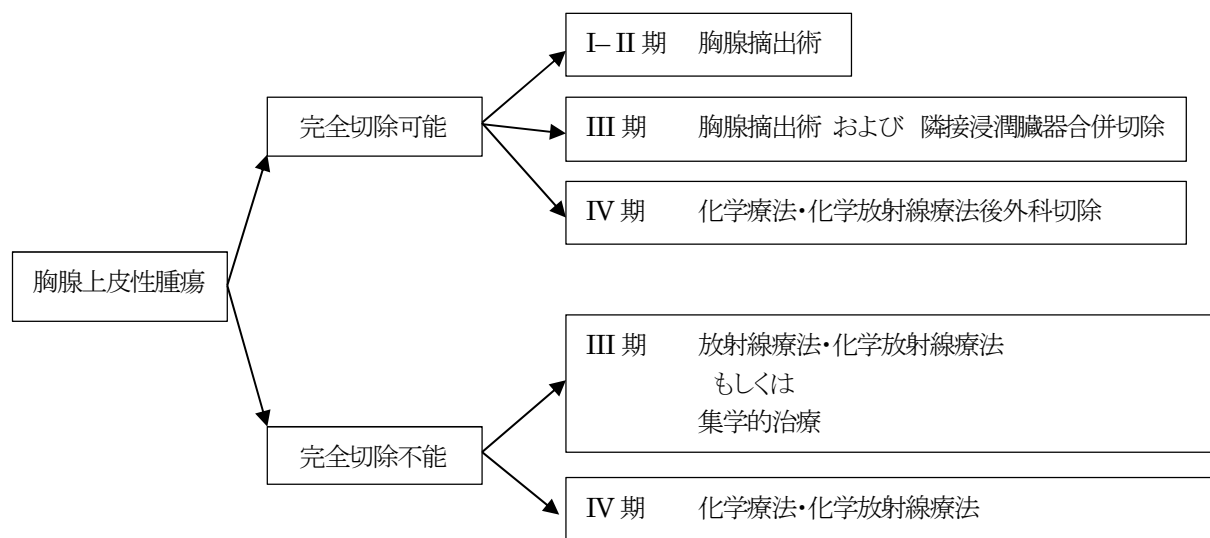 I–II 期 胸腺摘出術
完全切除可能
III 期 胸腺摘出術 および 隣接浸潤臓器合併切除
IV 期 化学療法・化学放射線療法後外科切除
胸腺上皮性腫瘍
III 期 放射線療法・化学放射線療法
もしくは
集学的治療
完全切除不能
IV 期 化学療法・化学放射線療法